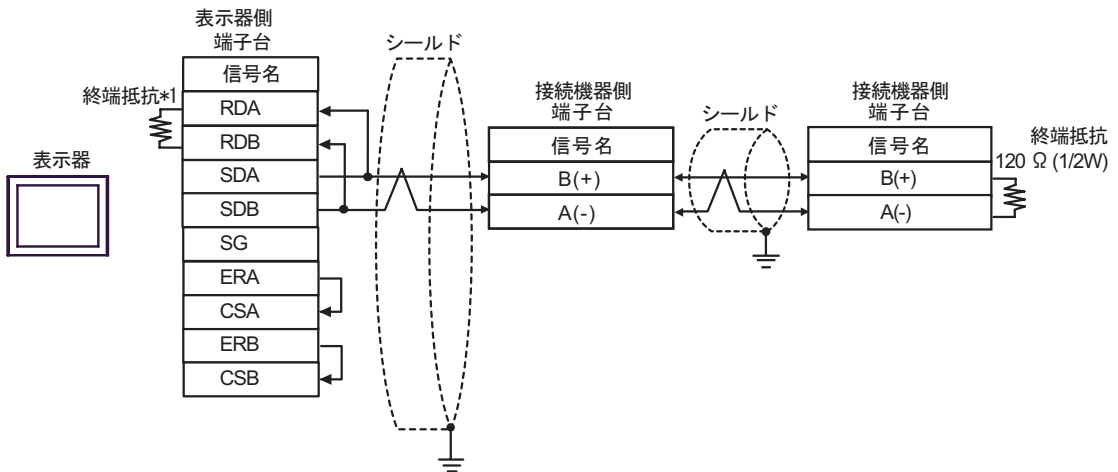 表示器側
端子台
シールド
信号名
終端抵抗*1
RDA
RDB
SDA
SDB
SG
ERA
CSA
ERB
CSB
表示器
接続機器側
端子台
信号名
B(+)
A(-)
シールド
接続機器側
端子台
信号名
B(+)
A(-)
終端抵抗
120 Ω (1/2W)